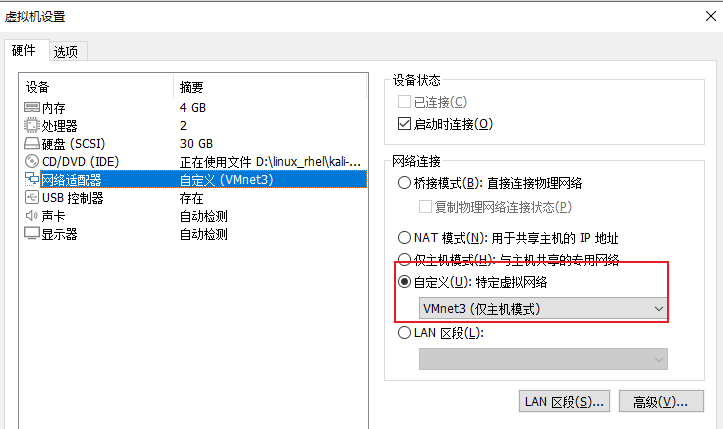 虚拟机设置
硬件 选项
设备 摘要
内存 4 GB
处理器 2
硬盘 (SCSI) 30 GB
CD/DVD (IDE) 正在使用文件 D:\linux_rhel\kali-...
网络适配器 自定义 (VMnet3)
USB 控制器 存在
声卡 自动检测
显示器 自动检测
设备状态
已连接(C)
启动时连接(O)
网络连接
桥接模式(B): 直接连接物理网络
复制物理网络连接状态(P)
NAT 模式(N): 用于共享主机的 IP 地址
仅主机模式(H): 与主机共享的专用网络
自定义(U): 特定虚拟网络
VMnet3 (仅主机模式)
LAN 区段(L):
LAN 区段(S)... 高级(V)...